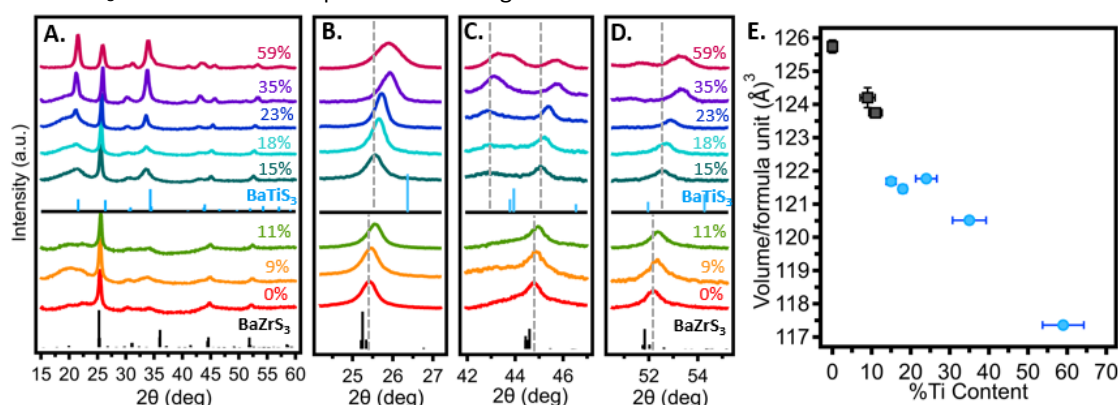 A.
59%
35%
23%
18%
15%
BaTiS3
11%
9%
0%
BaZrS3
Intensity (a.u.)
15 20 25 30 35 40 45 50 55 60
2θ (deg)
B.
25 26 27
2θ (deg)
C.
42 44 46
2θ (deg)
D.
59%
35%
23%
18%
15%
BaTiS3
11%
9%
0%
BaZrS3
52 54
2θ (deg)
E.
Volume/formula unit (Å)3
126
125
124
123
122
121
120
119
118
117
0 10 20 30 40 50 60 70
%Ti Content